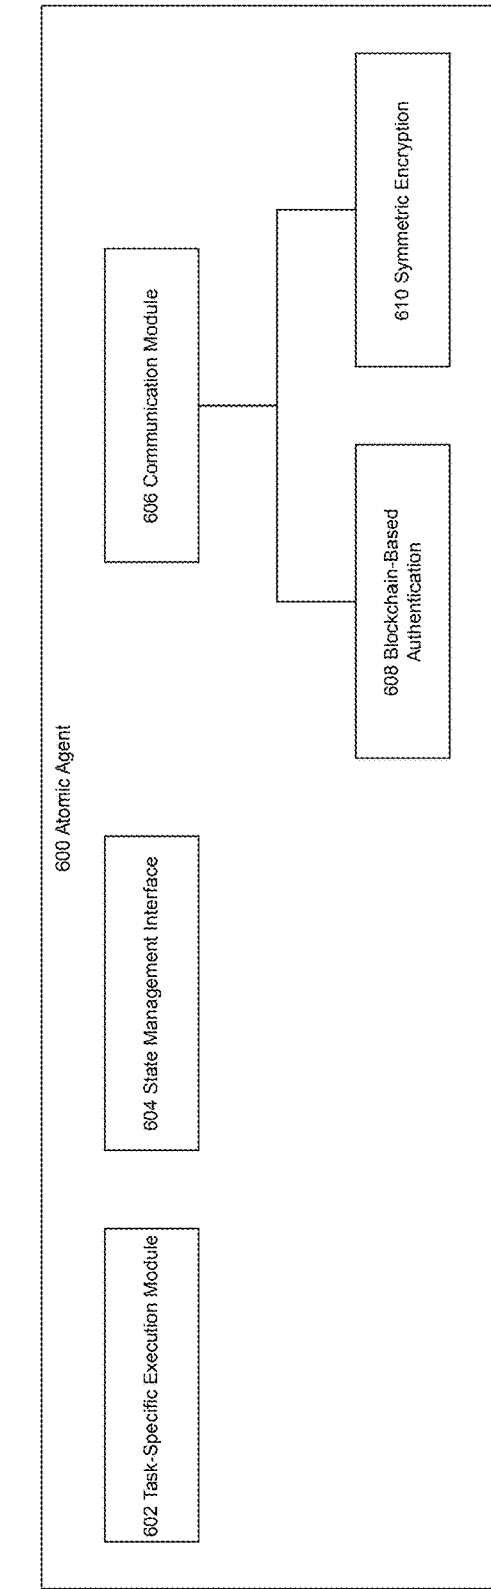 600 Atomic Agent
602 Task-Specific Execution Module
604 State Management Interface
606 Communication Module
608 Blockchain-Based
Authentication
610 Symmetric Encryption